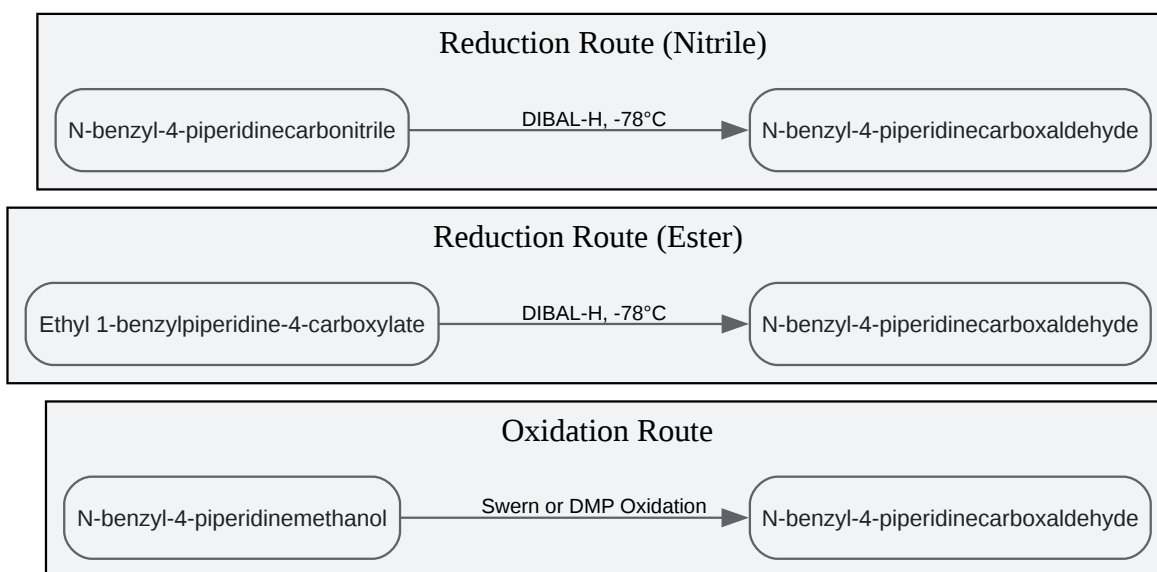 Reduction Route (Nitrile)
N-benzyl-4-piperidinecarbonitrile
DIBAL-H, -78°C
N-benzyl-4-piperidinecarboxaldehyde
Reduction Route (Ester)
Ethyl 1-benzylpiperidine-4-carboxylate
DIBAL-H, -78°C
N-benzyl-4-piperidinecarboxaldehyde
Oxidation Route
N-benzyl-4-piperidinemethanol
Swern or DMP Oxidation
N-benzyl-4-piperidinecarboxaldehyde